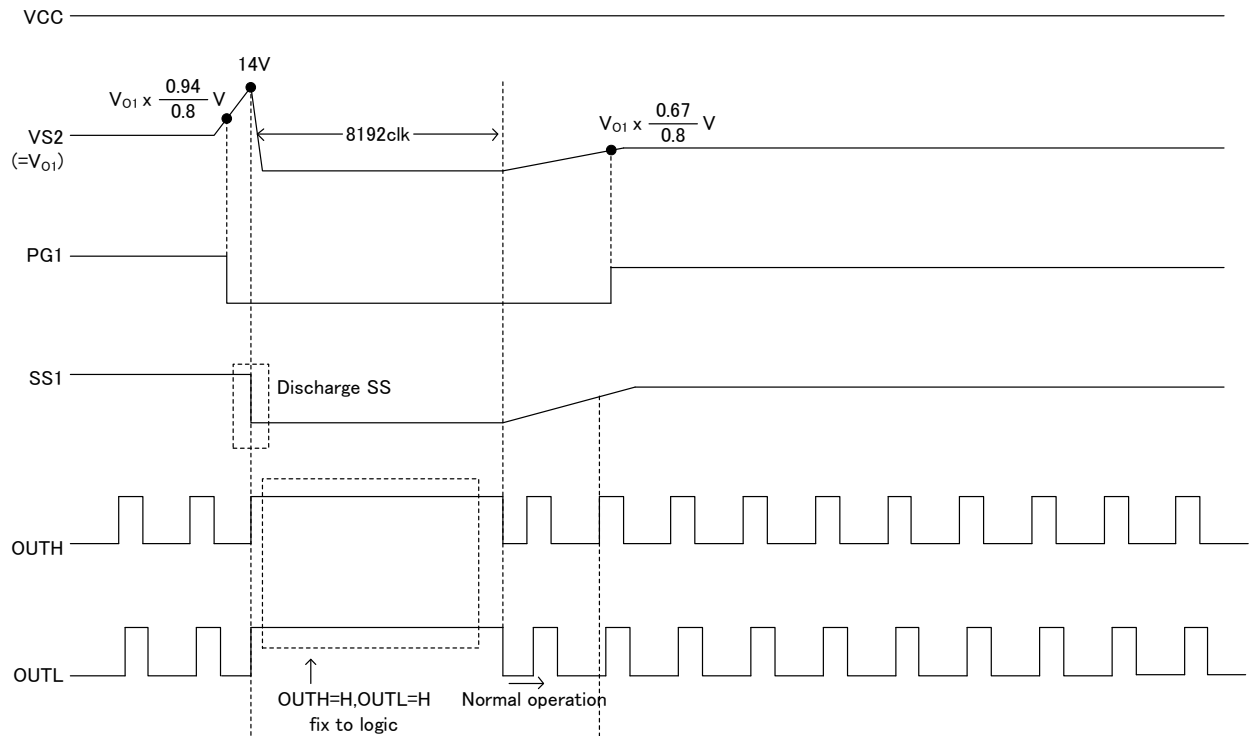 VCC
14V
V_O1 x 0.94/0.8 V
VS2
(=V_O1)
8192clk
V_O1 x 0.67/0.8 V
PG1
SS1
Discharge SS
OUTH
OUTL
OUTH=H,OUTL=H
fix to logic
Normal operation